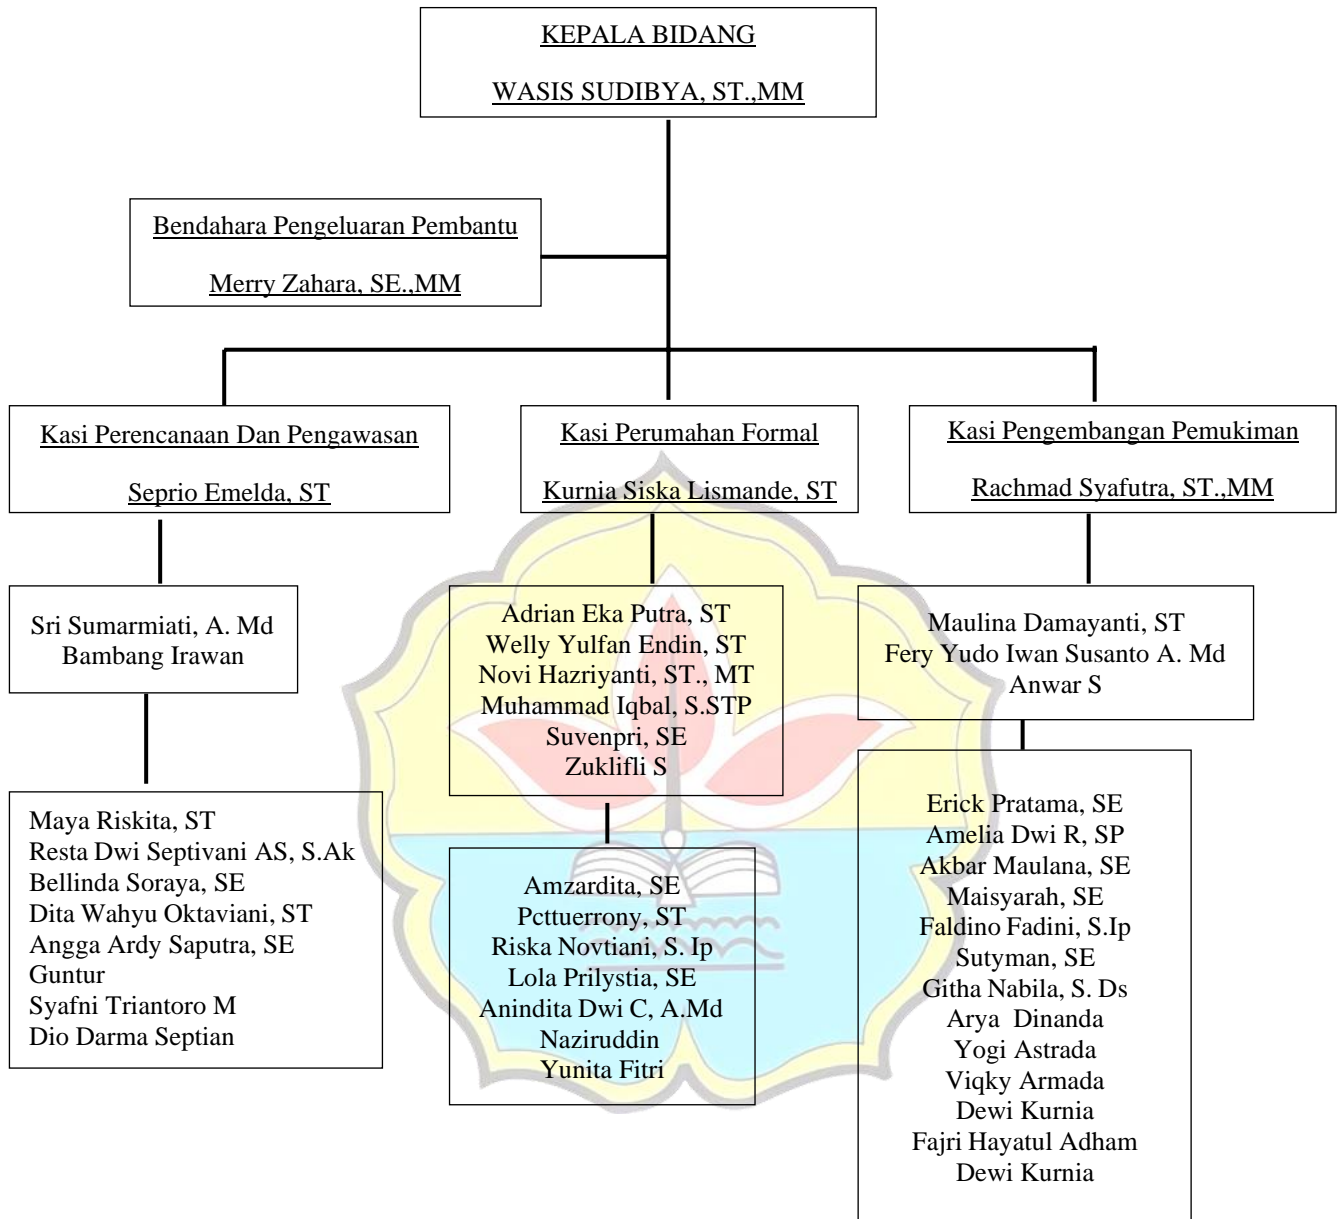 KEPALA BIDANG
WASIS SUDIBYA, ST.,MM
Bendahara Pengeluaran Pembantu
Merry Zahara, SE.,MM
Kasi Perencanaan Dan Pengawasan
Seprio Emelda, ST
Kasi Perumahan Formal
Kurnia Siska Lismande, ST
Kasi Pengembangan Pemukiman
Rachmad Syafutra, ST.,MM
Sri Sumarmiati, A. Md
Bambang Irawan
Adrian Eka Putra, ST
Welly Yulfan Endin, ST
Novi Hazriyanti, ST., MT
Muhammad Iqbal, S.STP
Suvenpri, SE
Zuklifli S
Maulina Damayanti, ST
Fery Yudo Iwan Susanto A. Md
Anwar S
Maya Riskita, ST
Resta Dwi Septivani AS, S.Ak
Bellinda Soraya, SE
Dita Wahyu Oktaviani, ST
Angga Ardy Saputra, SE
Guntur
Syafni Triantoro M
Dio Darma Septian
Amzardita, SE
Pcttuerrony, ST
Riska Novtiani, S. Ip
Lola Prilystia, SE
Anindita Dwi C, A.Md
Naziruddin
Yunita Fitri
Erick Pratama, SE
Amelia Dwi R, SP
Akbar Maulana, SE
Maisyarah, SE
Faldino Fadini, S.Ip
Sutyman, SE
Githa Nabila, S. Ds
Arya  Dinanda
Yogi Astrada
Viqky Armada
Dewi Kurnia
Fajri Hayatul Adham
Dewi Kurnia